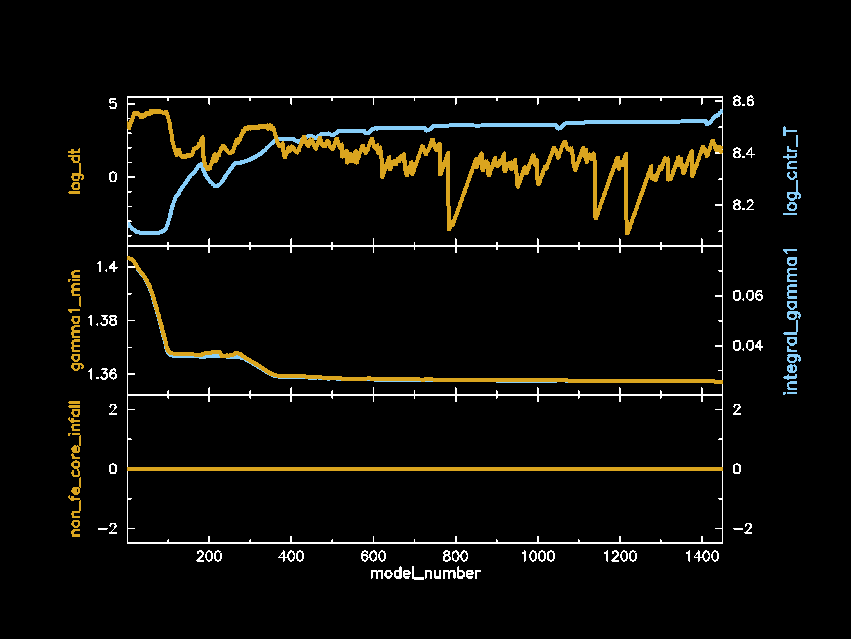 5
0
log_dt
8.6
8.4
8.2
log_cntr_T
1.4
1.38
1.36
gamma1_min
0.06
0.04
integral_gamma1
2
0
−2
non_fe_core_infall
2
0
−2
200 400 600 800 1000 1200 1400
model_number